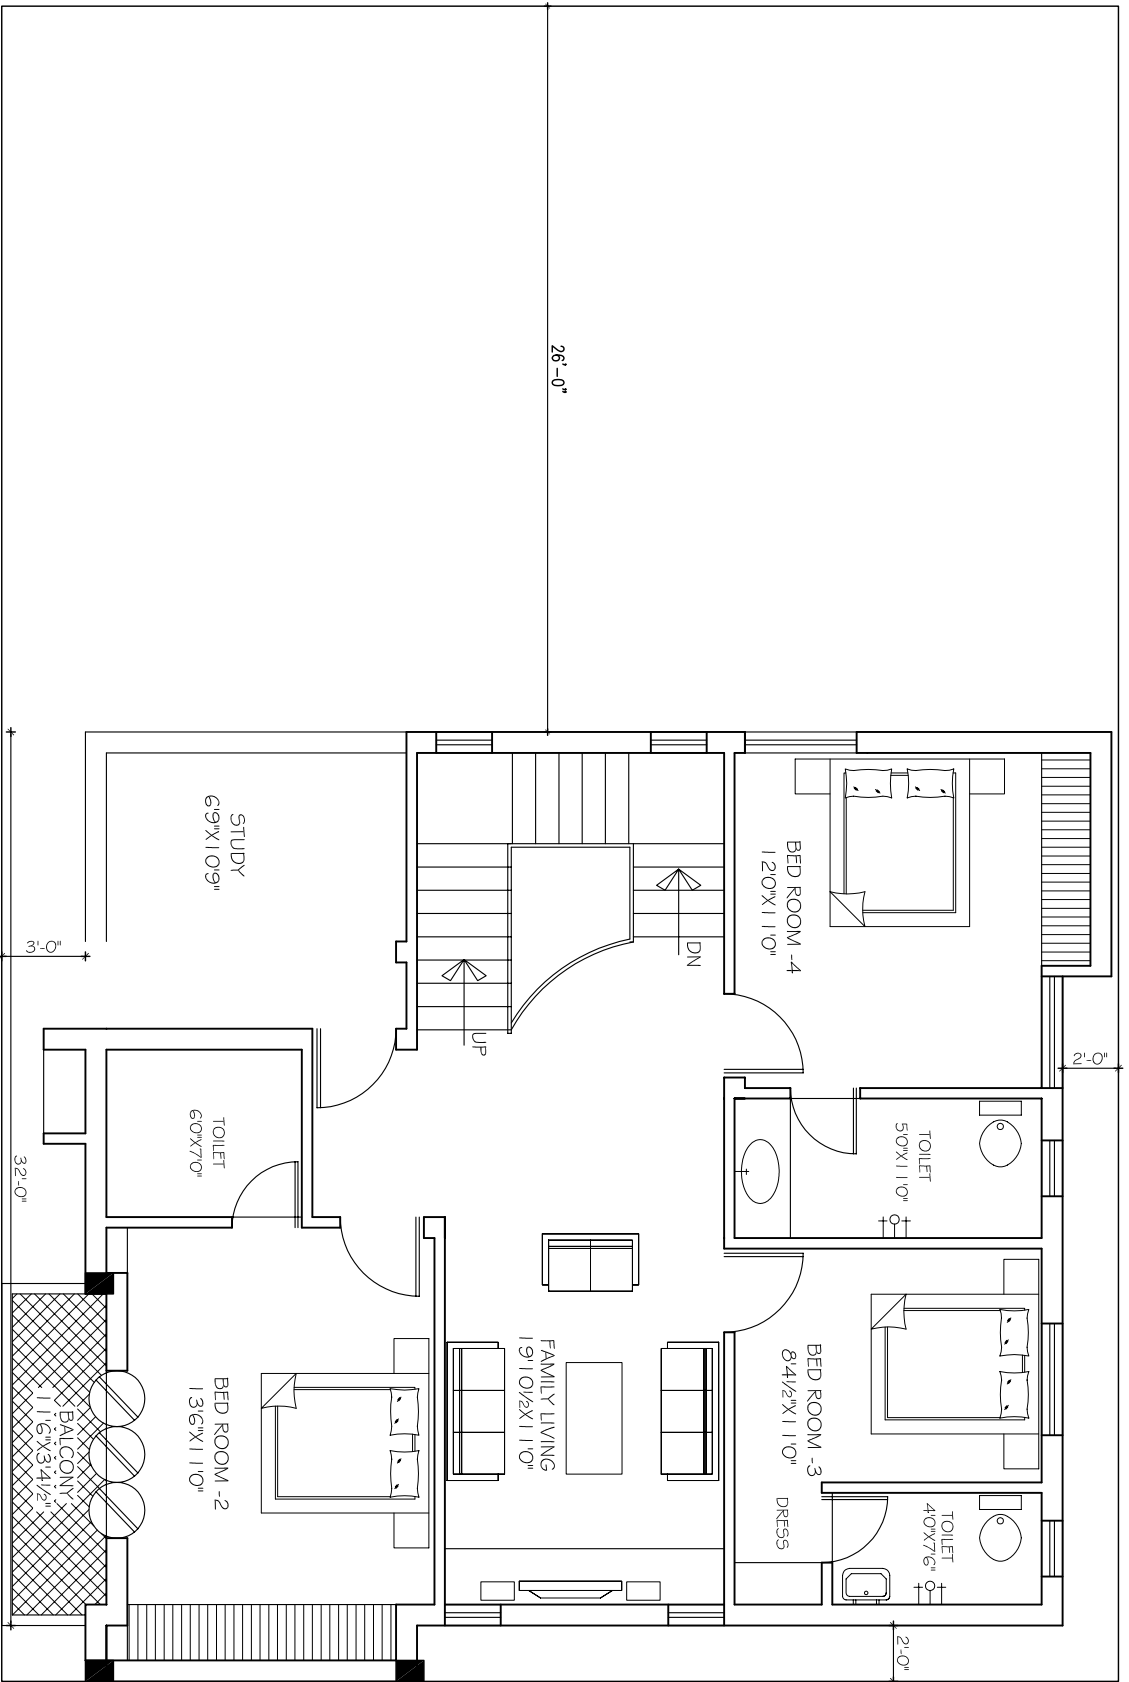 26'-0"
STUDY
6'9"X10'9"
3'-0"
BED ROOM -4
12'0"X11'0"
DN
UP
2'-0"
TOILET
6'0"X7'0"
TOILET
5'0"X11'0"
32'-0"
FAMILY LIVING
19'10½X11'0"
BED ROOM -3
8'4½"X11'0"
BED ROOM -2
13'6"X11'0"
BALCONY
11'6"X3'4½"
DRESS
TOILET
4'0"X7'6"
2'-0"